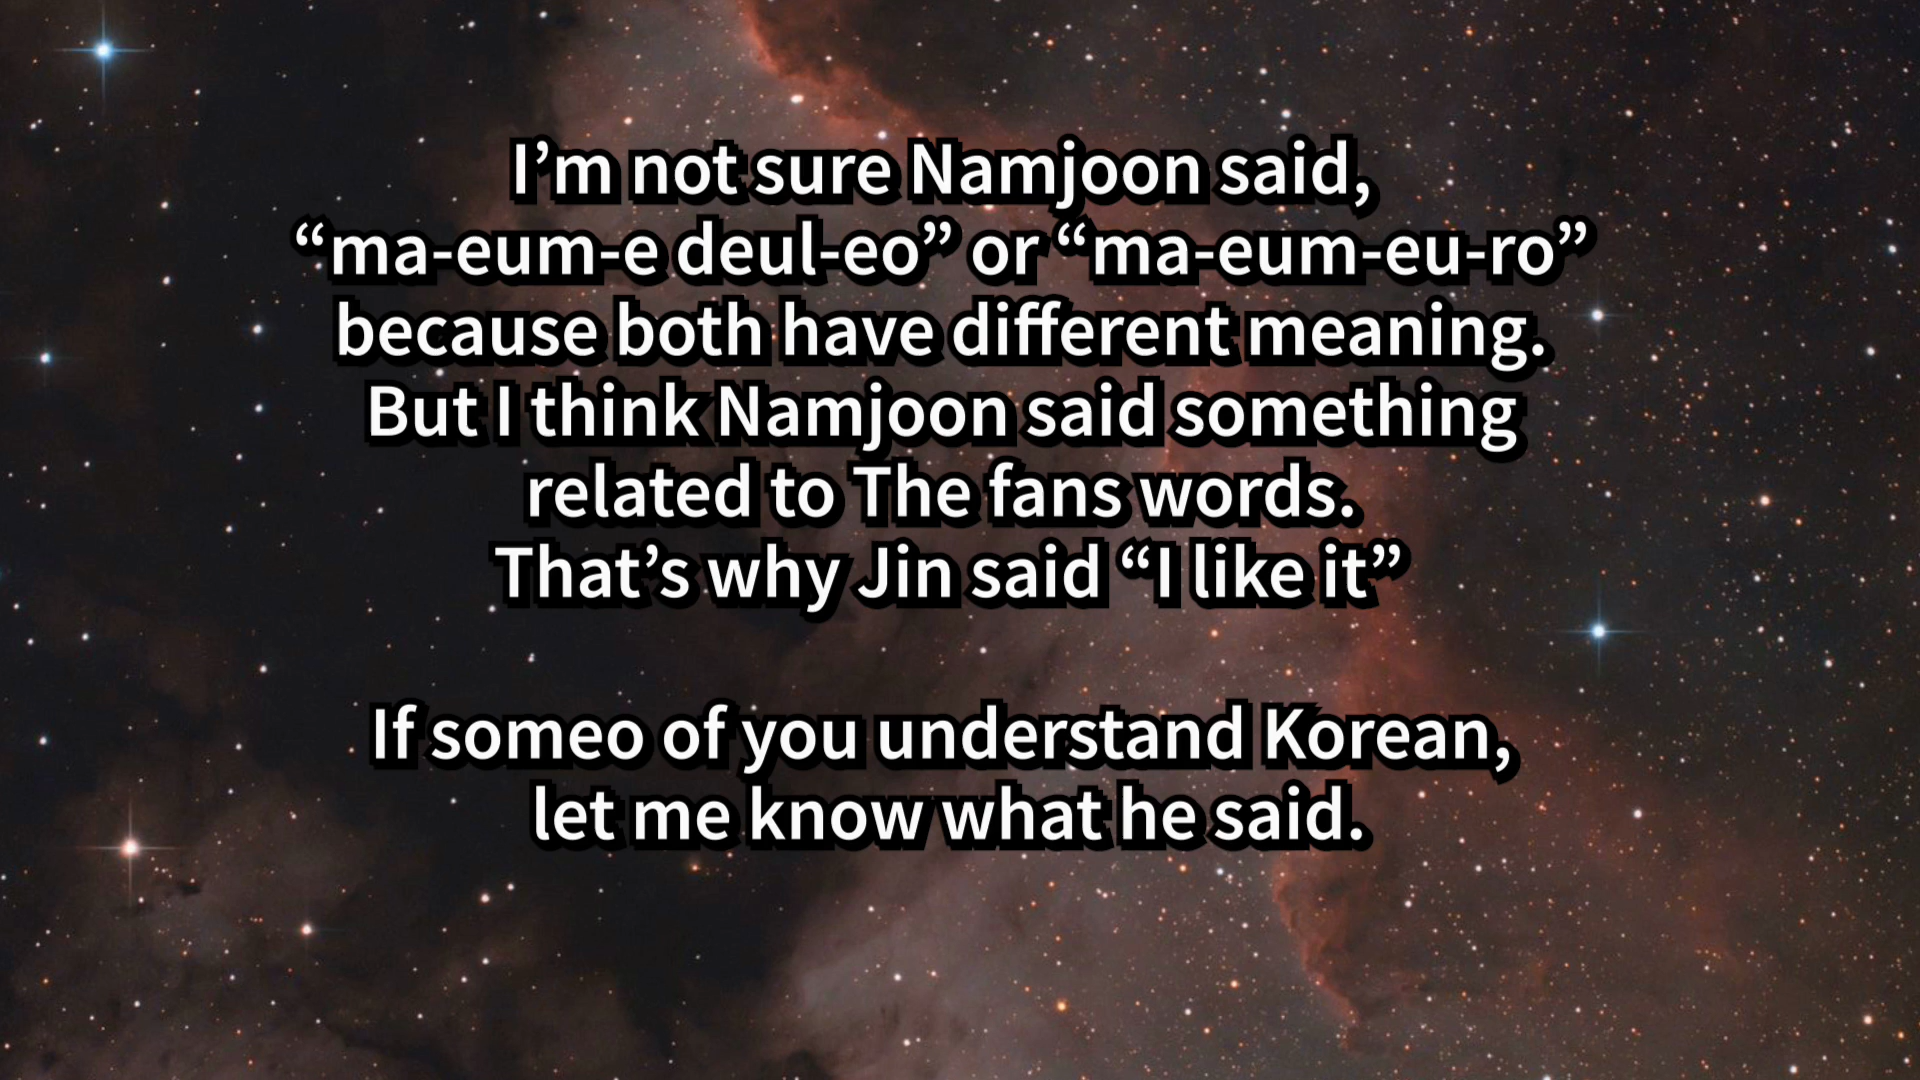 I’m not sure Namjoon said,
“ma-eum-e deul-eo” or “ma-eum-eu-ro”
because both have different meaning.
But I think Namjoon said something
related to The fans words.
That’s why Jin said “I like it”
If someo of you understand Korean,
let me know what he said.